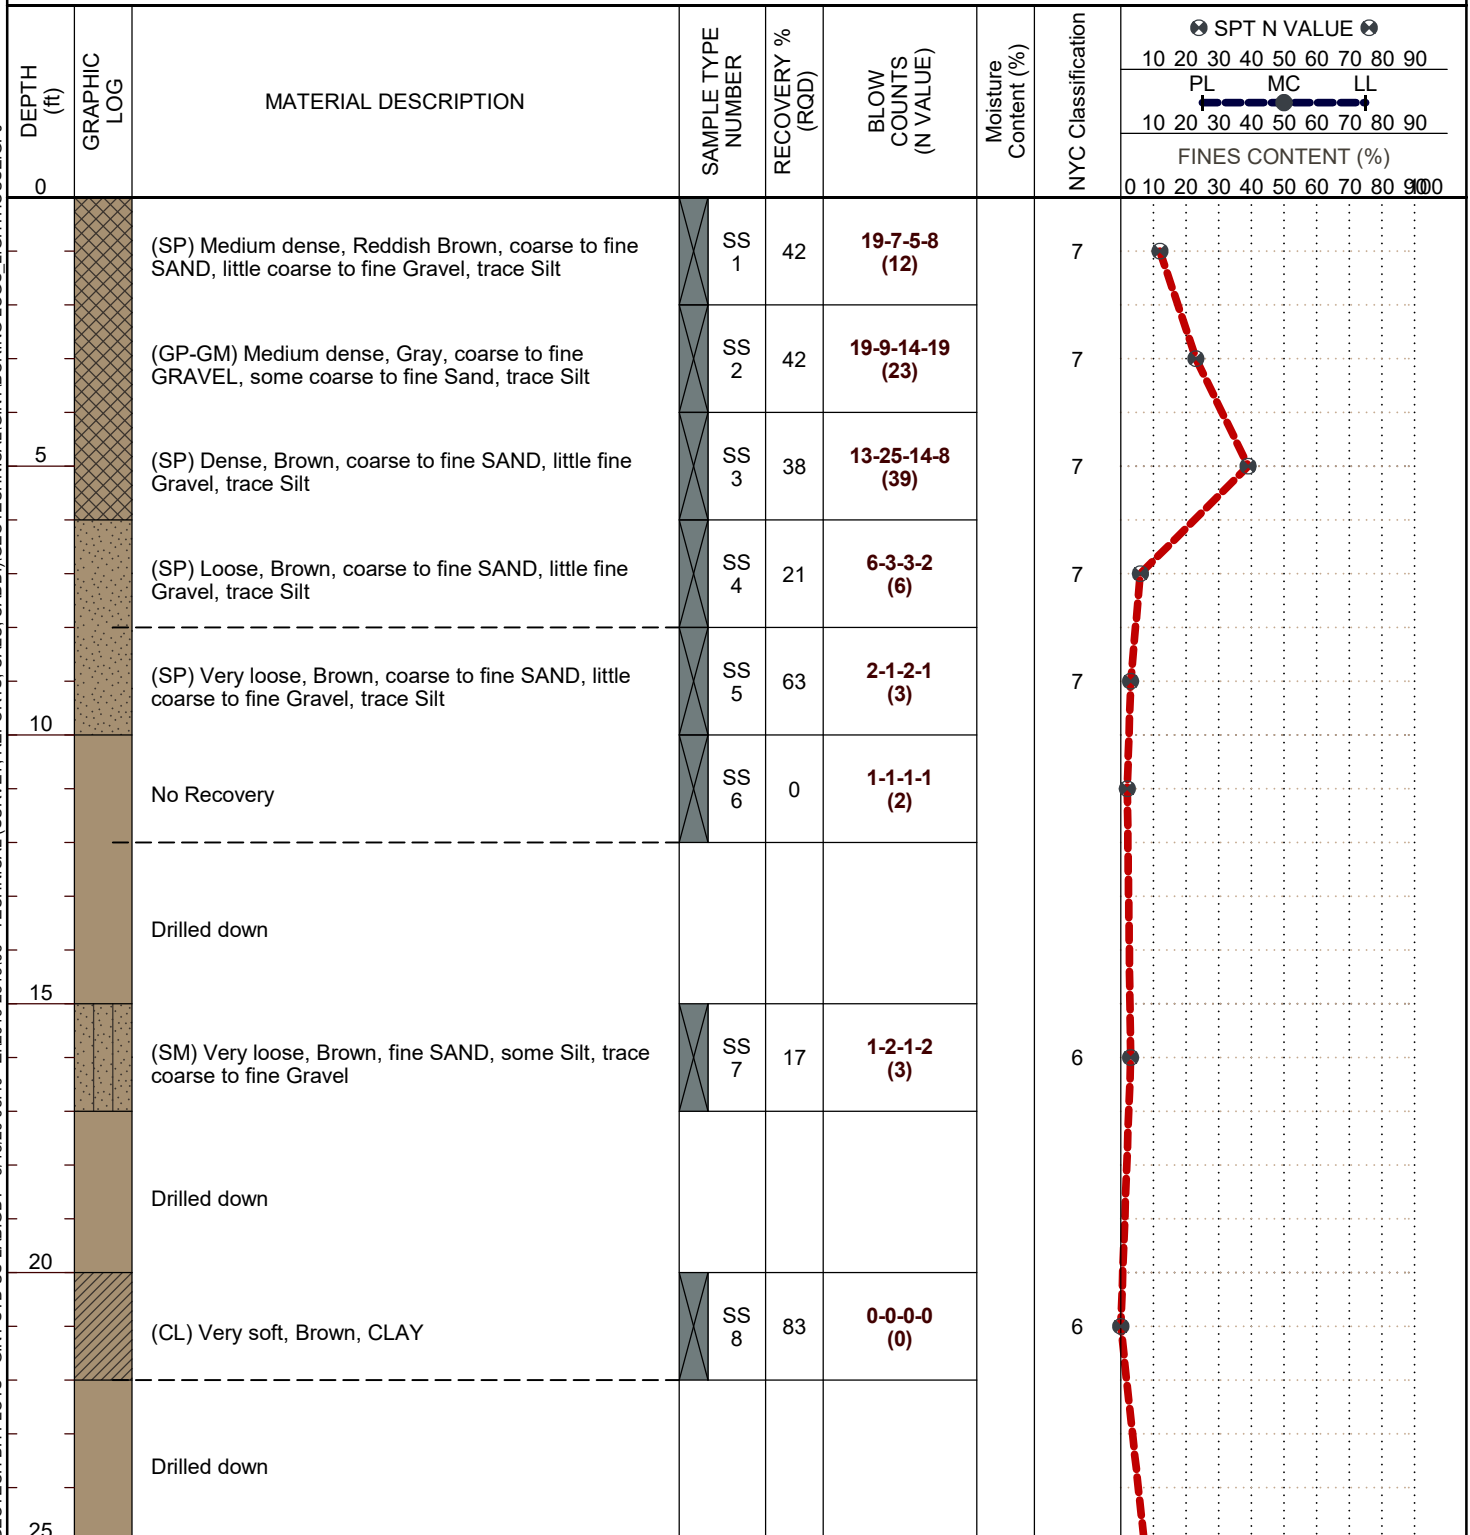 DEPTH
(ft)
GRAPHIC
LOG
MATERIAL DESCRIPTION
SAMPLE TYPE
NUMBER
RECOVERY %
(RQD)
BLOW
COUNTS
(N VALUE)
Moisture
Content (%)
NYC Classification
SPT N VALUE
10 20 30 40 50 60 70 80 90
PL MC LL
10 20 30 40 50 60 70 80 90
FINES CONTENT (%)
0 10 20 30 40 50 60 70 80 90 100
0
(SP) Medium dense, Reddish Brown, coarse to fine
SAND, little coarse to fine Gravel, trace Silt
SS
1
42
19-7-5-8
(12)
7
(GP-GM) Medium dense, Gray, coarse to fine
GRAVEL, some coarse to fine Sand, trace Silt
SS
2
42
19-9-14-19
(23)
7
5
(SP) Dense, Brown, coarse to fine SAND, little fine
Gravel, trace Silt
SS
3
38
13-25-14-8
(39)
7
(SP) Loose, Brown, coarse to fine SAND, little fine
Gravel, trace Silt
SS
4
21
6-3-3-2
(6)
7
(SP) Very loose, Brown, coarse to fine SAND, little
coarse to fine Gravel, trace Silt
SS
5
63
2-1-2-1
(3)
7
10
No Recovery
SS
6
0
1-1-1-1
(2)
Drilled down
15
(SM) Very loose, Brown, fine SAND, some Silt, trace
coarse to fine Gravel
SS
7
17
1-2-1-2
(3)
6
Drilled down
20
(CL) Very soft, Brown, CLAY
SS
8
83
0-0-0-0
(0)
6
Drilled down
25